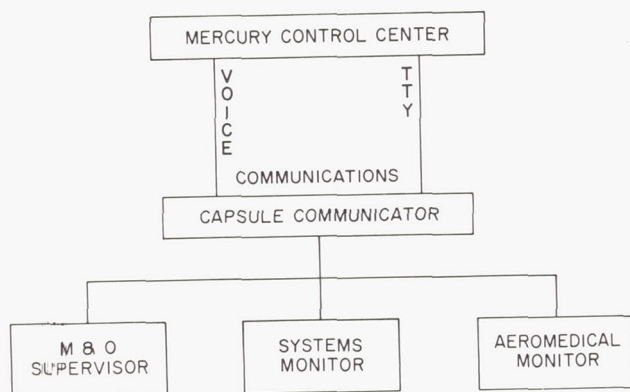 MERCURY CONTROL CENTER
VOICE
TTY
COMMUNICATIONS
CAPSULE COMMUNICATOR
M & O
SUPERVISOR
SYSTEMS
MONITOR
AEROMEDICAL
MONITOR